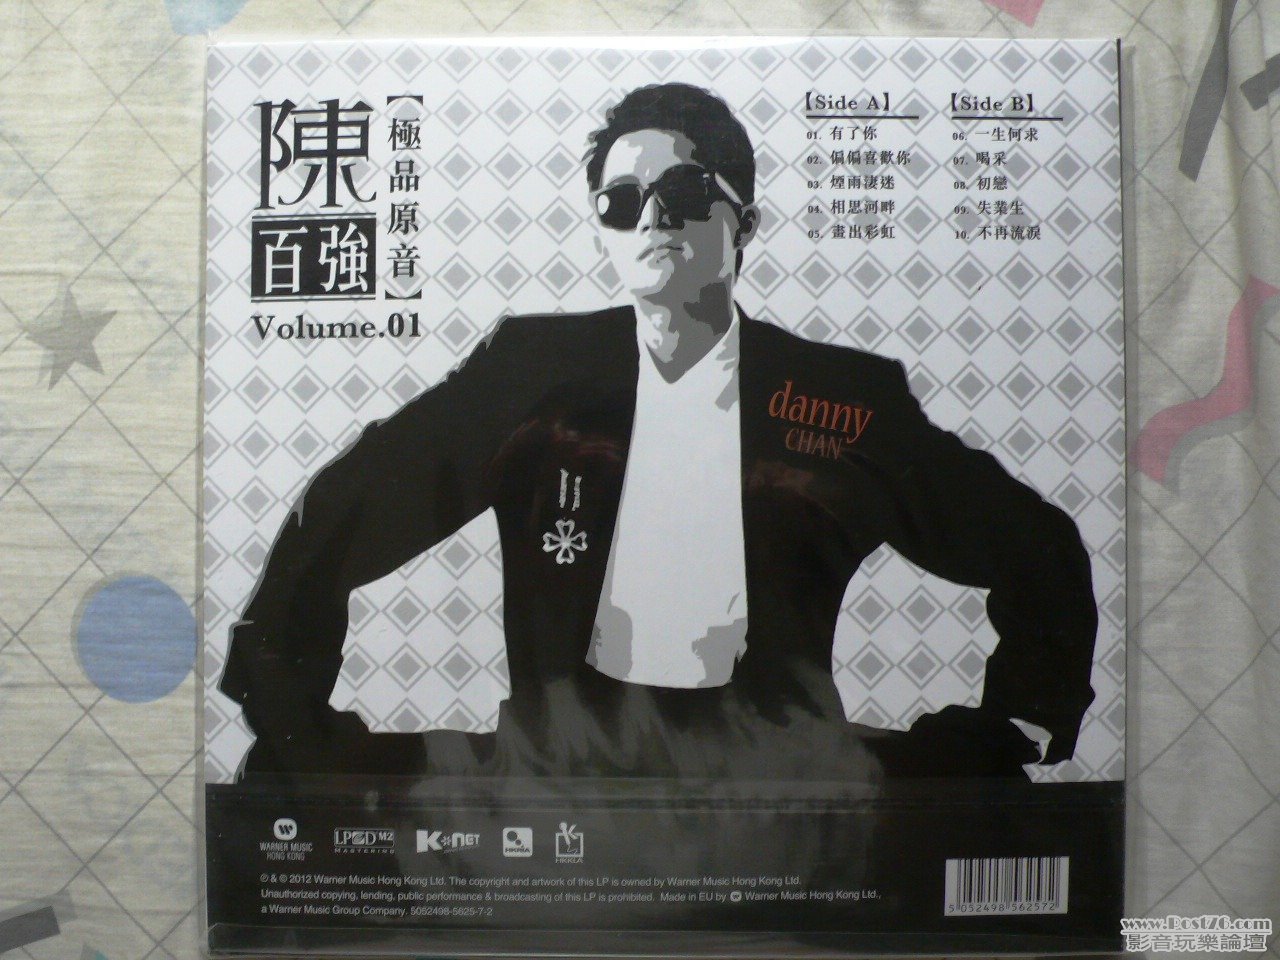 陳百強
【極品原音】
Volume.01
【Side A】
01. 有了你
02. 偏偏喜歡你
03. 煙雨淒迷
04. 相思河畔
05. 畫出彩虹
【Side B】
06. 一生何求
07. 喝采
08. 初戀
09. 失業生
10. 不再流淚
danny
CHAN
WARNER MUSIC
HONG KONG
LPCD M2
MASTERING
K★NET
HKRIA
HKRLA
℗ & © 2012 Warner Music Hong Kong Ltd. The copyright and artwork of this LP is owned by Warner Music Hong Kong Ltd.
Unauthorized copying, lending, public performance & broadcasting of this LP is prohibited. Made in EU by Warner Music Hong Kong Ltd.,
a Warner Music Group Company. 5052498-5625-7-2
5 052498 562572
www.Post76.com
影音玩樂論壇